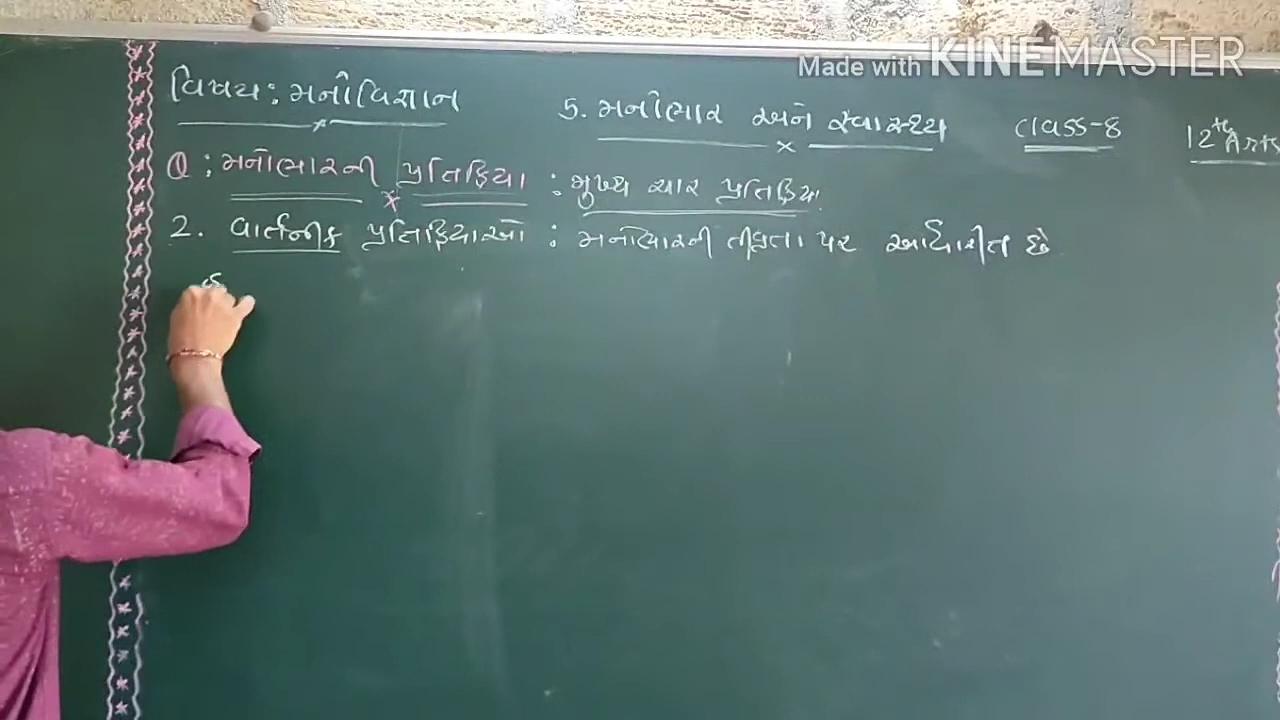 Made with KINEMASTER
વિષય : મનોવિજ્ઞાન
5. મનોભાર અને સ્વાસ્થ્ય
Class-8
12th Arts
Q : મનોભારની પ્રતિક્રિયા : મુખ્ય ચાર પ્રતિક્રિયા
2. વાર્તનીક પ્રતિક્રિયાઓ : મનોભારની તીવ્રતા પર આધારીત છે